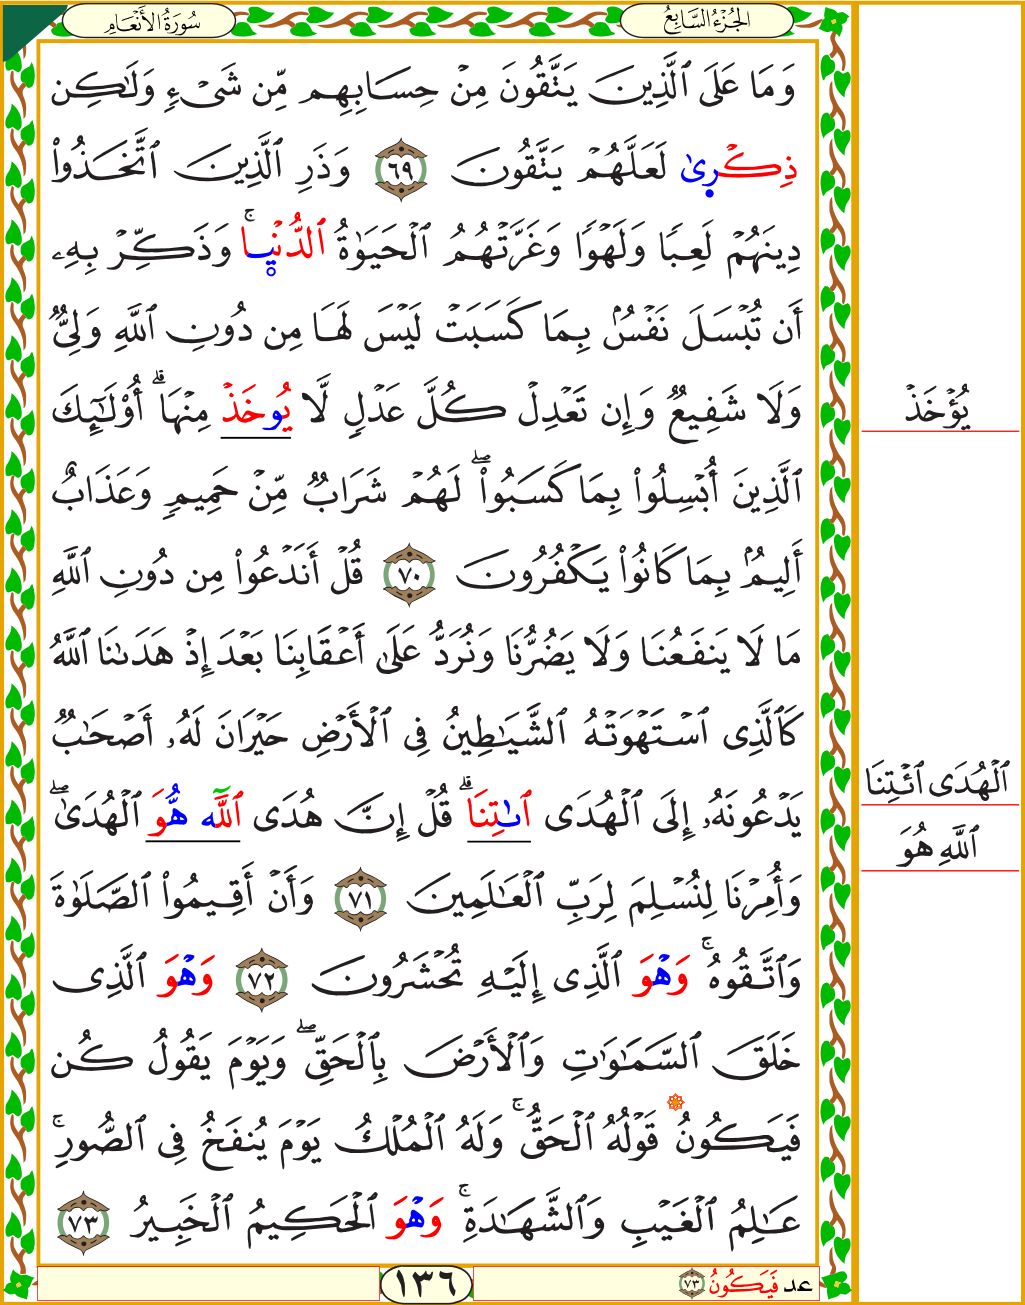 سُورَةُ الأَنْعَامِ
الجُزْءُ السَّابِعُ
وَمَا عَلَى ٱلَّذِينَ يَتَّقُونَ مِنْ حِسَابِهِم مِّن شَىْءٍ وَلَٰكِن
ذِكْرِىٰ لَعَلَّهُمْ يَتَّقُونَ ٦٩ وَذَرِ ٱلَّذِينَ ٱتَّخَذُوا۟
دِينَهُمْ لَعِبًا وَلَهْوًا وَغَرَّتْهُمُ ٱلْحَيَوٰةُ ٱلدُّنْيَا ۚ وَذَكِّرْ بِهِۦ
أَن تُبْسَلَ نَفْسٌۢ بِمَا كَسَبَتْ لَيْسَ لَهَا مِن دُونِ ٱللَّهِ وَلِىٌّ
وَلَا شَفِيعٌ وَإِن تَعْدِلْ كُلَّ عَدْلٍ لَّا يُوخَذْ مِنْهَا ۗ أُو۟لَٰٓئِكَ
ٱلَّذِينَ أُبْسِلُوا۟ بِمَا كَسَبُوا۟ ۖ لَهُمْ شَرَابٌ مِّنْ حَمِيمٍ وَعَذَابٌ
أَلِيمٌۢ بِمَا كَانُوا۟ يَكْفُرُونَ ٧٠ قُلْ أَنَدْعُوا۟ مِن دُونِ ٱللَّهِ
مَا لَا يَنفَعُنَا وَلَا يَضُرُّنَا وَنُرَدُّ عَلَىٰٓ أَعْقَابِنَا بَعْدَ إِذْ هَدَىٰنَا ٱللَّهُ
كَٱلَّذِى ٱسْتَهْوَتْهُ ٱلشَّيَٰطِينُ فِى ٱلْأَرْضِ حَيْرَانَ لَهُۥٓ أَصْحَٰبٌ
يَدْعُونَهُۥٓ إِلَى ٱلْهُدَى ٱىٰتِنَا ۗ قُلْ إِنَّ هُدَى ٱللَّه هُّوَ ٱلْهُدَىٰ ۖ
وَأُمِرْنَا لِنُسْلِمَ لِرَبِّ ٱلْعَٰلَمِينَ ٧١ وَأَنْ أَقِيمُوا۟ ٱلصَّلَوٰةَ
وَٱتَّقُوهُ ۚ وَهْوَ ٱلَّذِىٓ إِلَيْهِ تُحْشَرُونَ ٧٢ وَهْوَ ٱلَّذِى
خَلَقَ ٱلسَّمَٰوَٰتِ وَٱلْأَرْضَ بِٱلْحَقِّ ۖ وَيَوْمَ يَقُولُ كُن
فَيَكُونُ قَوْلُهُ ٱلْحَقُّ ۚ وَلَهُ ٱلْمُلْكُ يَوْمَ يُنفَخُ فِى ٱلصُّورِ ۚ
عَٰلِمُ ٱلْغَيْبِ وَٱلشَّهَٰدَةِ ۚ وَهْوَ ٱلْحَكِيمُ ٱلْخَبِيرُ ٧٣
يُؤْخَذْ
ٱلْهُدَى ٱئْتِنَا
ٱللَّهِ هُوَ
عد فَيَكُونُ ٧٣
١٣٦